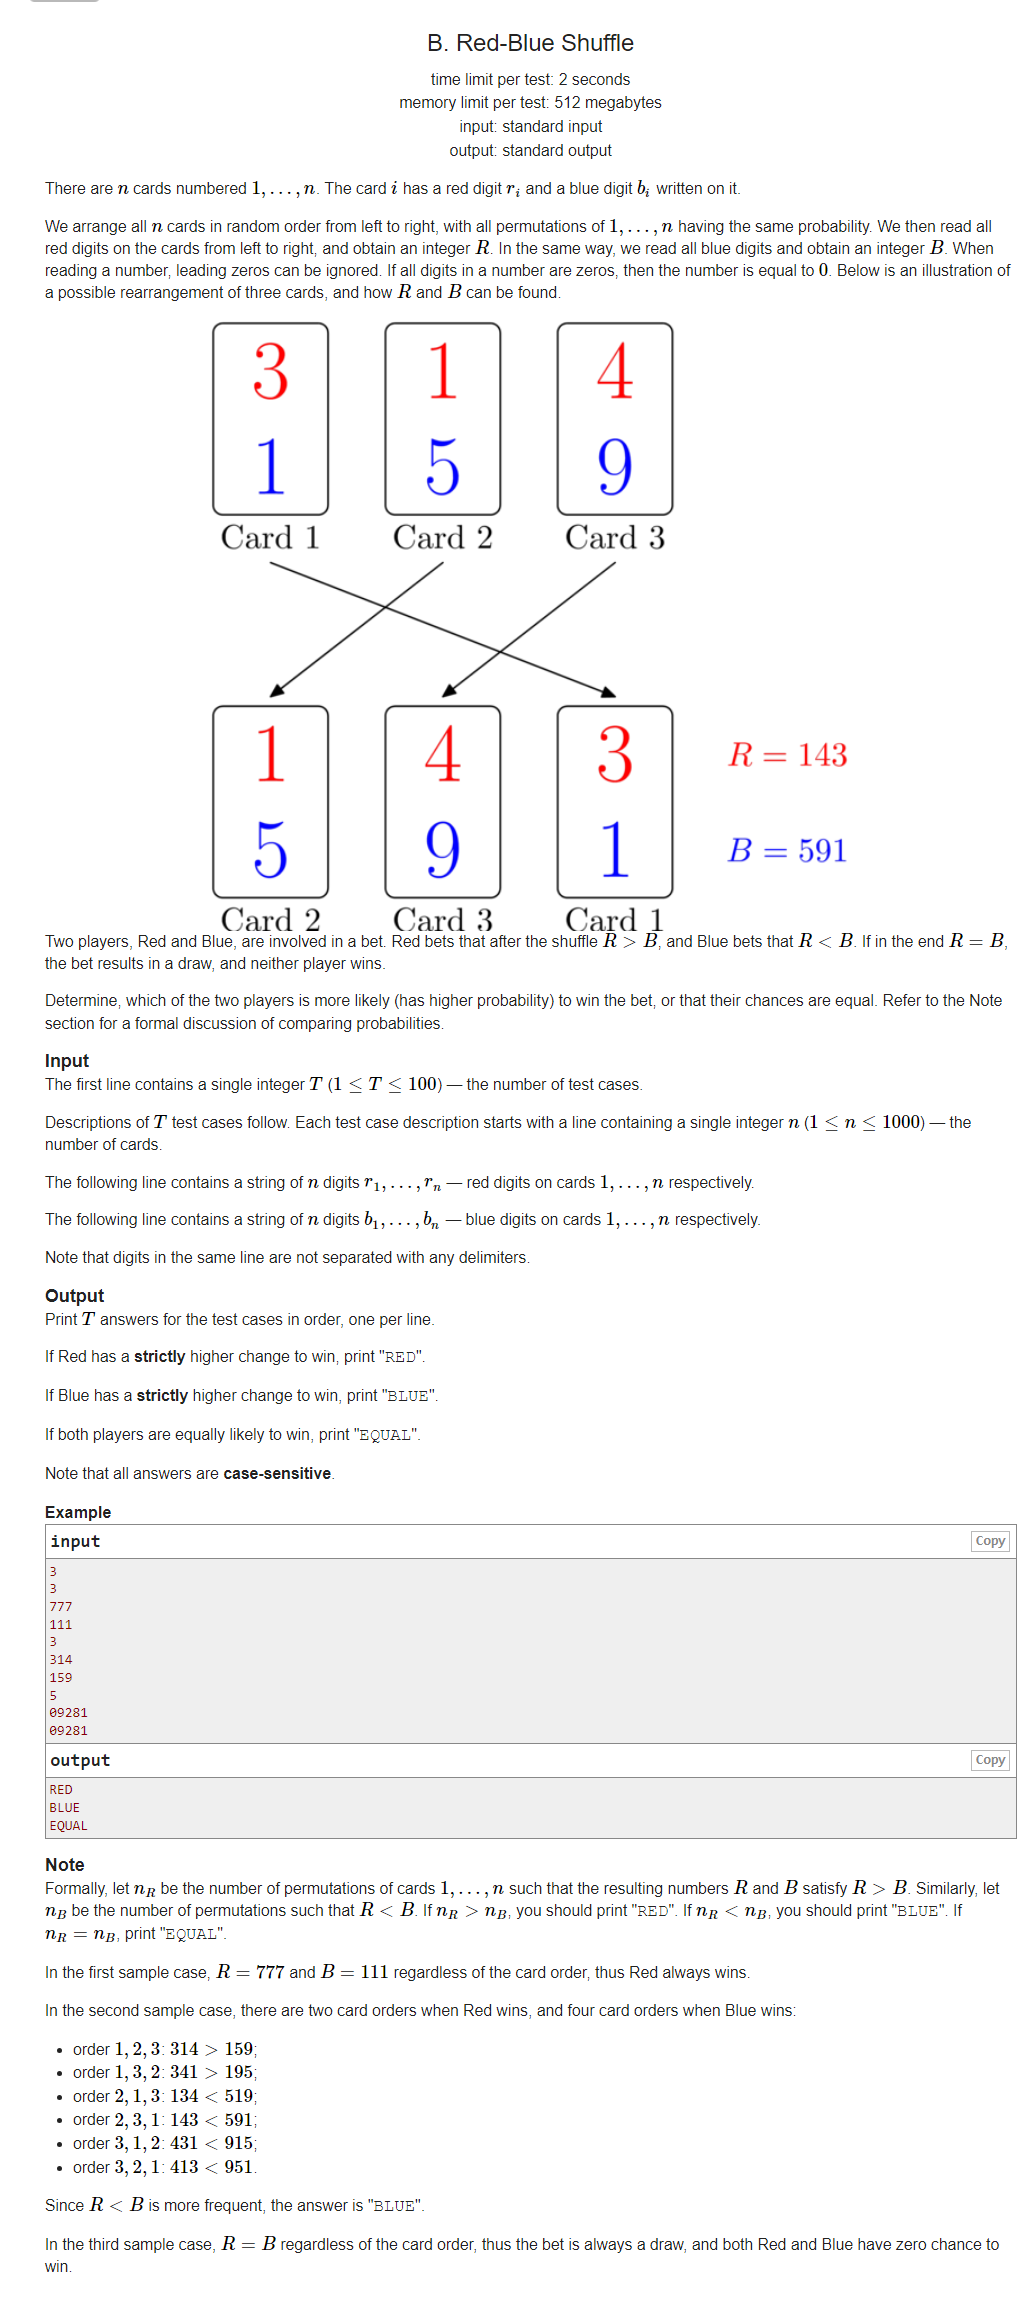 B. Red-Blue Shuffle
time limit per test: 2 seconds
memory limit per test: 512 megabytes
input: standard input
output: standard output
There are n cards numbered 1, . . . , n. The card i has a red digit rᵢ and a blue digit bᵢ written on it.
We arrange all n cards in random order from left to right, with all permutations of 1, . . . , n having the same probability. We then read all
red digits on the cards from left to right, and obtain an integer R. In the same way, we read all blue digits and obtain an integer B. When
reading a number, leading zeros can be ignored. If all digits in a number are zeros, then the number is equal to 0. Below is an illustration of
a possible rearrangement of three cards, and how R and B can be found.
3 1 4
1 5 9
Card 1 Card 2 Card 3
1 4 3 R = 143
5 9 1 B = 591
Card 2 Card 3 Card 1
Two players, Red and Blue, are involved in a bet. Red bets that after the shuffle R > B, and Blue bets that R < B. If in the end R = B,
the bet results in a draw, and neither player wins.
Determine, which of the two players is more likely (has higher probability) to win the bet, or that their chances are equal. Refer to the Note
section for a formal discussion of comparing probabilities.
Input
The first line contains a single integer T (1 ≤ T ≤ 100) — the number of test cases.
Descriptions of T test cases follow. Each test case description starts with a line containing a single integer n (1 ≤ n ≤ 1000) — the
number of cards.
The following line contains a string of n digits r₁, . . . , rₙ — red digits on cards 1, . . . , n respectively.
The following line contains a string of n digits b₁, . . . , bₙ — blue digits on cards 1, . . . , n respectively.
Note that digits in the same line are not separated with any delimiters.
Output
Print T answers for the test cases in order, one per line.
If Red has a strictly higher change to win, print "RED".
If Blue has a strictly higher change to win, print "BLUE".
If both players are equally likely to win, print "EQUAL".
Note that all answers are case-sensitive.
Example
input Copy
3
3
777
111
3
314
159
5
09281
09281
output Copy
RED
BLUE
EQUAL
Note
Formally, let n_R be the number of permutations of cards 1, . . . , n such that the resulting numbers R and B satisfy R > B. Similarly, let
n_B be the number of permutations such that R < B. If n_R > n_B, you should print "RED". If n_R < n_B, you should print "BLUE". If
n_R = n_B, print "EQUAL".
In the first sample case, R = 777 and B = 111 regardless of the card order, thus Red always wins.
In the second sample case, there are two card orders when Red wins, and four card orders when Blue wins:
• order 1, 2, 3: 314 > 159;
• order 1, 3, 2: 341 > 195;
• order 2, 1, 3: 134 < 519;
• order 2, 3, 1: 143 < 591;
• order 3, 1, 2: 431 < 915;
• order 3, 2, 1: 413 < 951.
Since R < B is more frequent, the answer is "BLUE".
In the third sample case, R = B regardless of the card order, thus the bet is always a draw, and both Red and Blue have zero chance to
win.